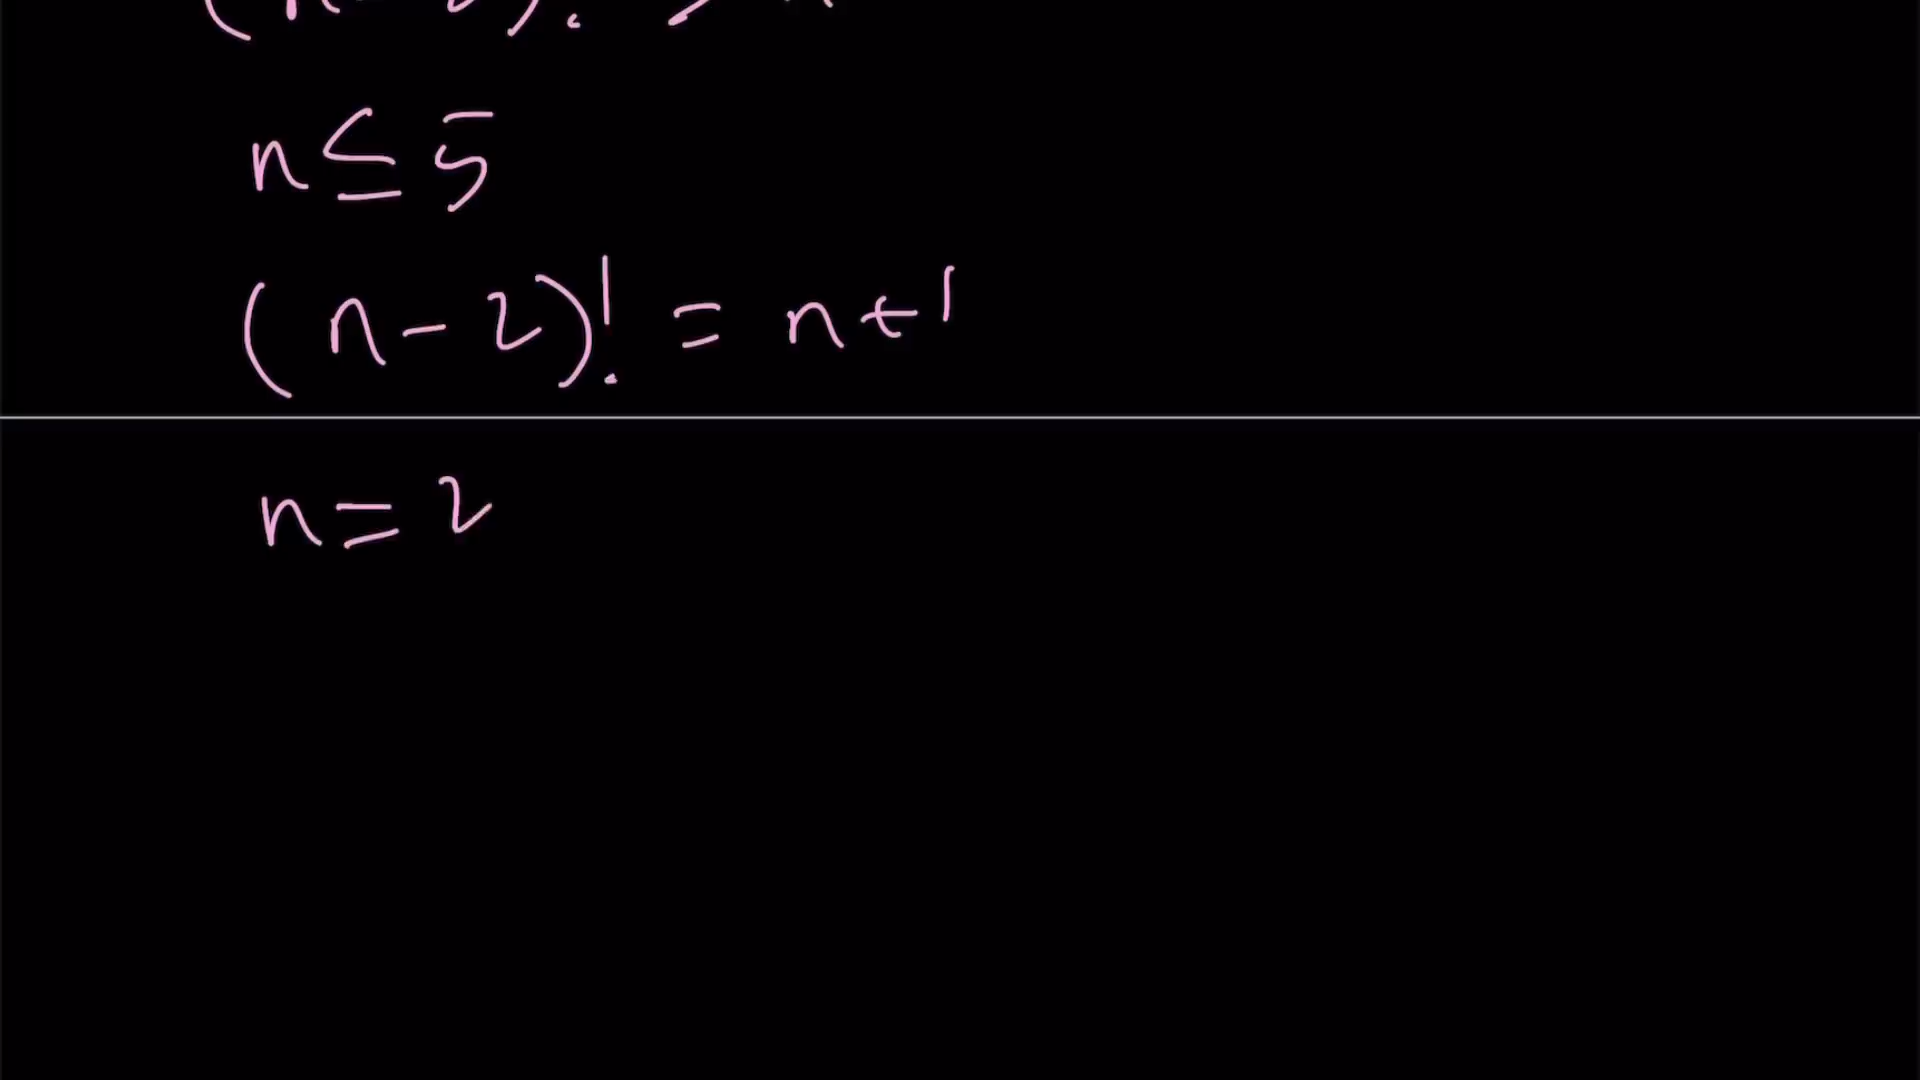 n ≤ 5
(n-2)! = n+1
n = 2